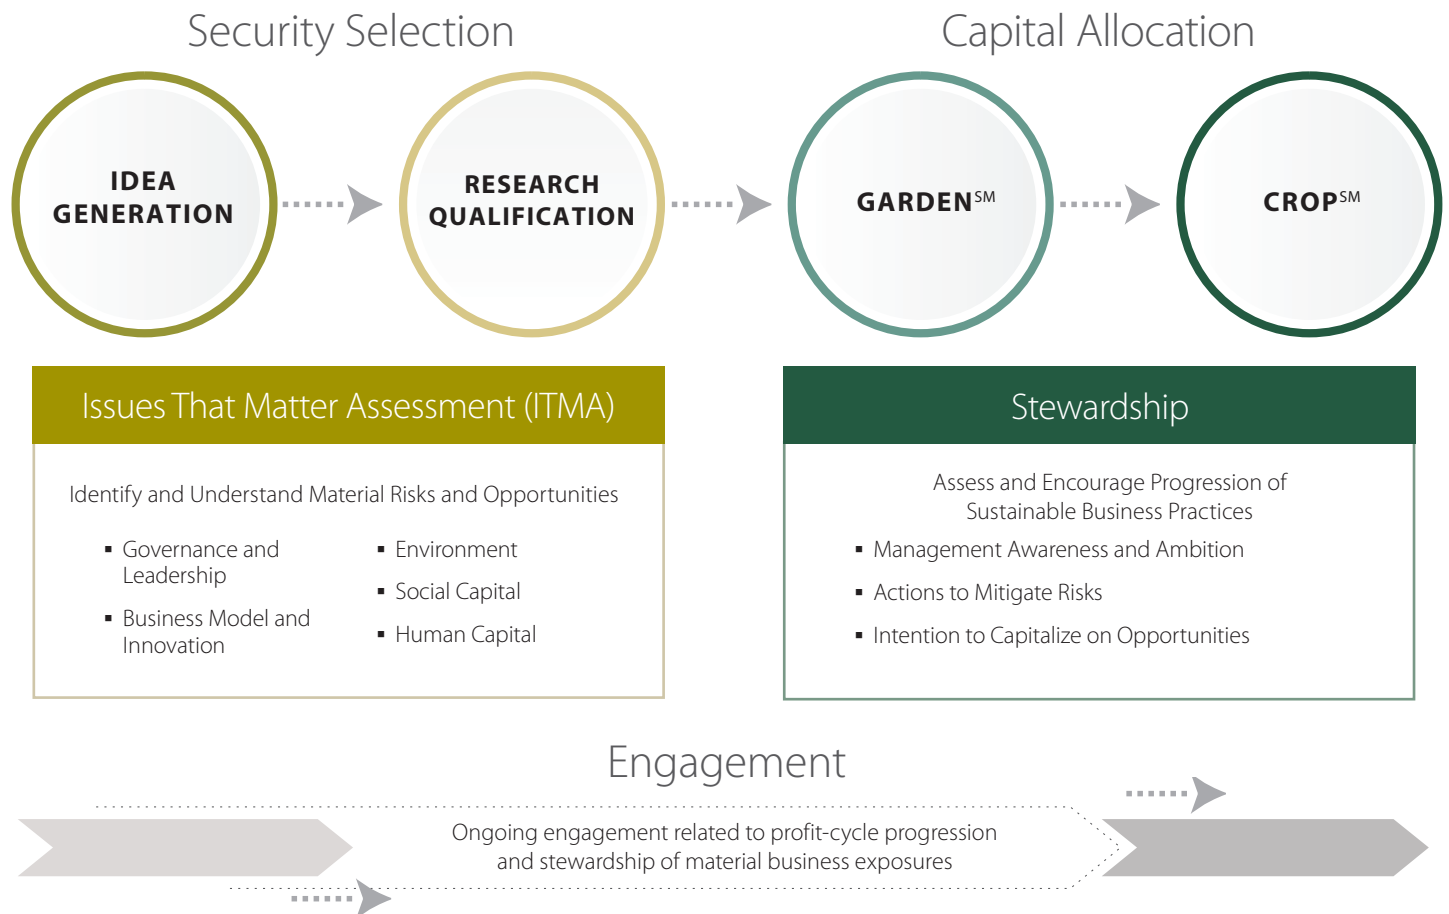 Security Selection
Capital Allocation
IDEA
GENERATION
RESEARCH
QUALIFICATION
GARDEN℠
CROP℠
Issues That Matter Assessment (ITMA)
Identify and Understand Material Risks and Opportunities
▪ Governance and
Leadership
▪ Business Model and
Innovation
▪ Environment
▪ Social Capital
▪ Human Capital
Stewardship
Assess and Encourage Progression of
Sustainable Business Practices
▪ Management Awareness and Ambition
▪ Actions to Mitigate Risks
▪ Intention to Capitalize on Opportunities
Engagement
Ongoing engagement related to profit-cycle progression
and stewardship of material business exposures